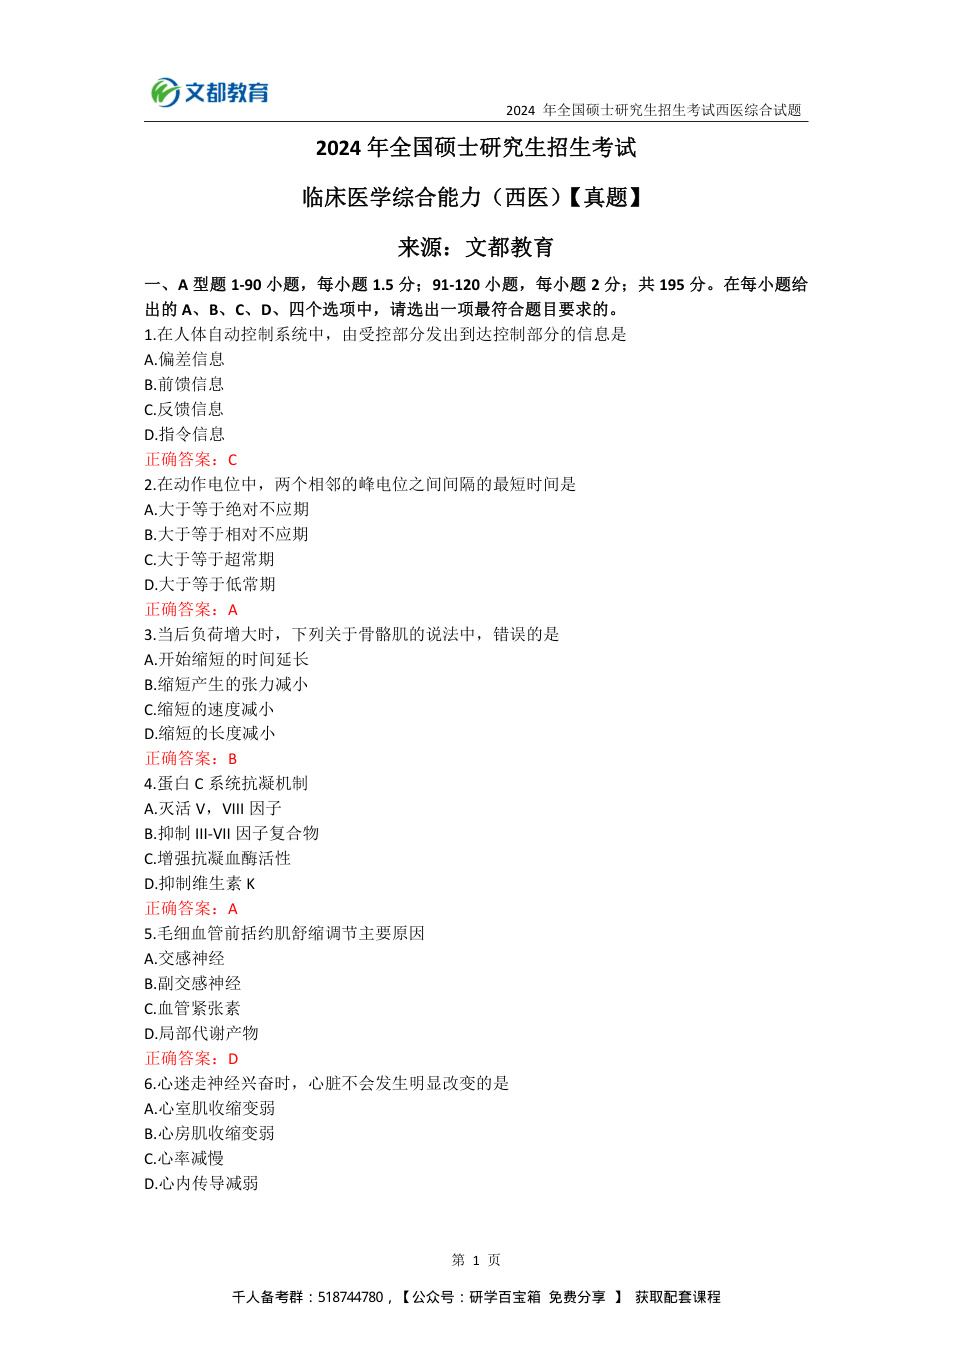 文都教育
2024 年全国硕士研究生招生考试西医综合试题
2024 年全国硕士研究生招生考试
临床医学综合能力（西医）【真题】
来源：文都教育
一、A 型题 1-90 小题，每小题 1.5 分；91-120 小题，每小题 2 分；共 195 分。在每小题给
出的 A、B、C、D、四个选项中，请选出一项最符合题目要求的。
1.在人体自动控制系统中，由受控部分发出到达控制部分的信息是
A.偏差信息
B.前馈信息
C.反馈信息
D.指令信息
正确答案：C
2.在动作电位中，两个相邻的峰电位之间间隔的最短时间是
A.大于等于绝对不应期
B.大于等于相对不应期
C.大于等于超常期
D.大于等于低常期
正确答案：A
3.当后负荷增大时，下列关于骨骼肌的说法中，错误的是
A.开始缩短的时间延长
B.缩短产生的张力减小
C.缩短的速度减小
D.缩短的长度减小
正确答案：B
4.蛋白 C 系统抗凝机制
A.灭活 V，VIII 因子
B.抑制 III-VII 因子复合物
C.增强抗凝血酶活性
D.抑制维生素 K
正确答案：A
5.毛细血管前括约肌舒缩调节主要原因
A.交感神经
B.副交感神经
C.血管紧张素
D.局部代谢产物
正确答案：D
6.心迷走神经兴奋时，心脏不会发生明显改变的是
A.心室肌收缩变弱
B.心房肌收缩变弱
C.心率减慢
D.心内传导减弱
第 1 页
千人备考群：518744780，【公众号：研学百宝箱 免费分享 】 获取配套课程